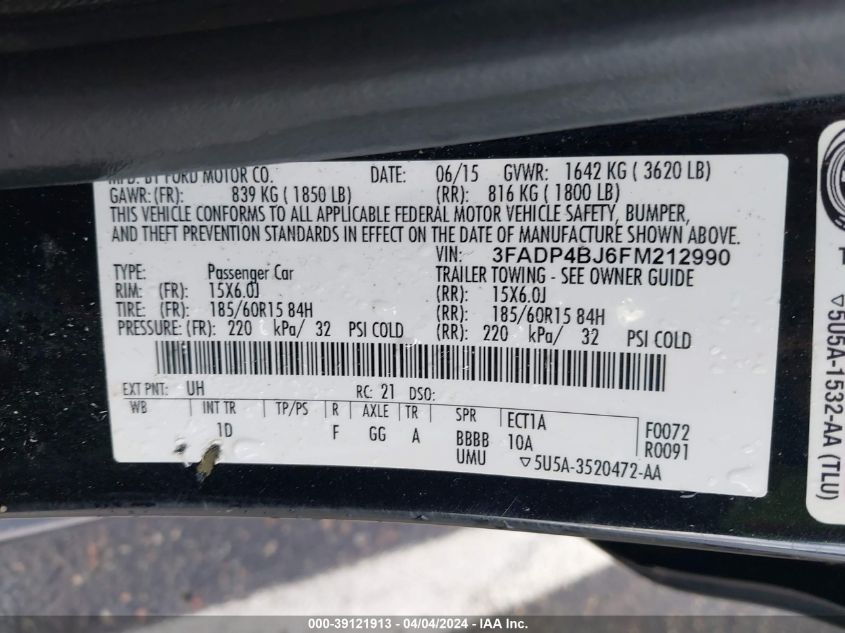 MFD. BY FORD MOTOR CO. DATE: 06/15 GVWR: 1642 KG ( 3620 LB)
GAWR:(FR): 839 KG ( 1850 LB) (RR): 816 KG ( 1800 LB)
THIS VEHICLE CONFORMS TO ALL APPLICABLE FEDERAL MOTOR VEHICLE SAFETY, BUMPER,
AND THEFT PREVENTION STANDARDS IN EFFECT ON THE DATE OF MANUFACTURE SHOWN ABOVE.
VIN: 3FADP4BJ6FM212990
TYPE: Passenger Car TRAILER TOWING - SEE OWNER GUIDE
RIM: (FR): 15X6.0J (RR): 15X6.0J
TIRE: (FR): 185/60R15 84H (RR): 185/60R15 84H
PRESSURE: (FR): 220 kPa/ 32 PSI COLD (RR): 220 kPa/ 32 PSI COLD
EXT PNT: UH RC: 21 DSO:
WB INT TR TP/PS R AXLE TR SPR ECT1A F0072
1D F GG A BBBB 10A R0091
UMU ▽5U5A-3520472-AA
▽5U5A-1532-AA (TLU)
000-39121913 - 04/04/2024 - IAA Inc.